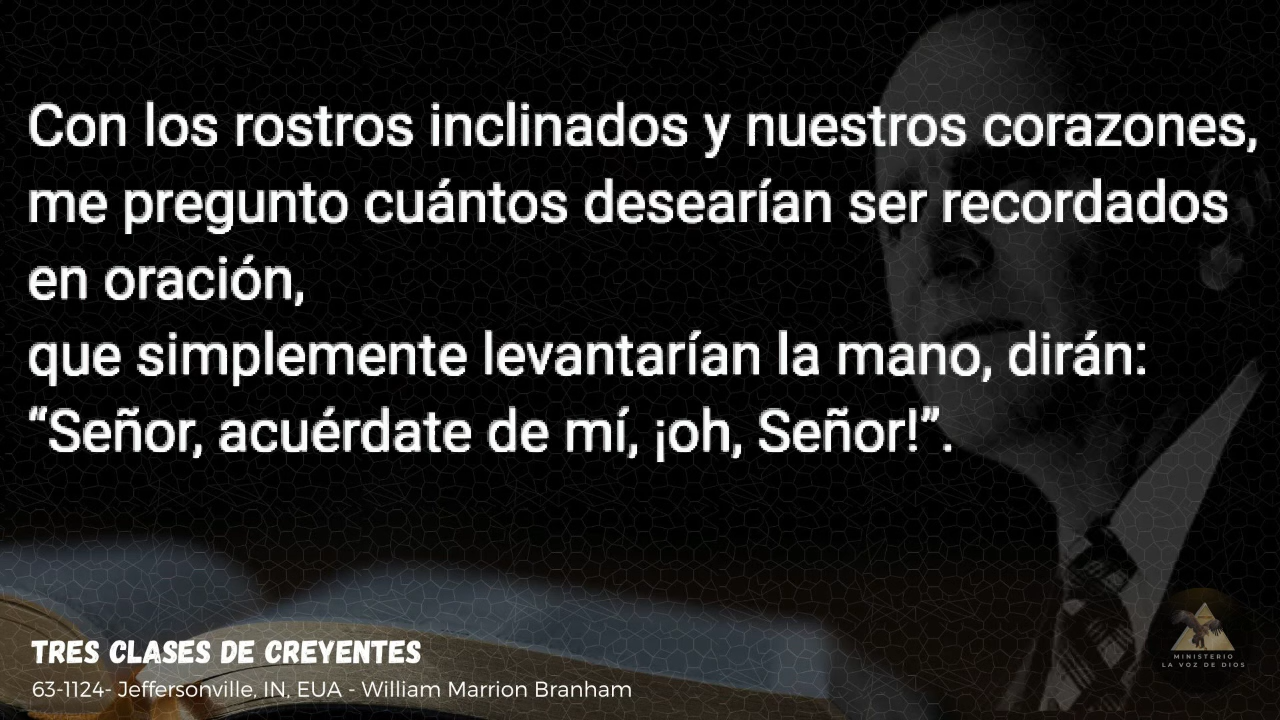 Con los rostros inclinados y nuestros corazones,
me pregunto cuántos desearían ser recordados
en oración,
que simplemente levantarían la mano, dirán:
“Señor, acuérdate de mí, ¡oh, Señor!”.
TRES CLASES DE CREYENTES
63-1124- Jeffersonville, IN, EUA - William Marrion Branham
MINISTERIO
LA VOZ DE DIOS